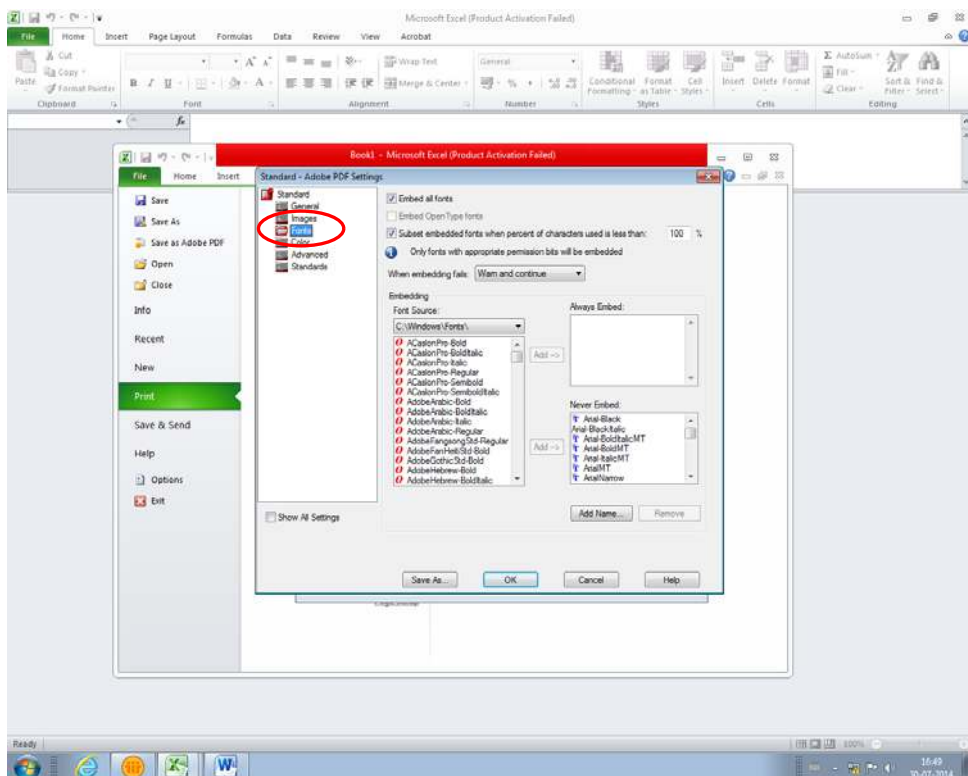 Microsoft Excel (Product Activation Failed)
File Home Insert Page Layout Formulas Data Review View Acrobat
Cut
Copy
Format Painter
Paste
Wrap Text
Merge & Center
General
Conditional Formatting
Format as Table
Cell Styles
Insert Delete Format
AutoSum
Fill
Clear
Sort & Filter
Find & Select
Clipboard Font Alignment Number Styles Cells Editing
fx
Book1 - Microsoft Excel (Product Activation Failed)
File Home Insert
Save
Save As
Save as Adobe PDF
Open
Close
Info
Recent
New
Print
Save & Send
Help
Options
Exit
Standard - Adobe PDF Settings
Standard
General
Images
Fonts
Color
Advanced
Standards
Show All Settings
Embed all fonts
Embed OpenType fonts
Subset embedded fonts when percent of characters used is less than: 100 %
Only fonts with appropriate permission bits will be embedded
When embedding fails: Warn and continue
Embedding
Font Source:
C:\Windows\Fonts\
ACaslonPro-Bold
ACaslonPro-BoldItalic
ACaslonPro-Italic
ACaslonPro-Regular
ACaslonPro-Semibold
ACaslonPro-SemiboldItalic
AdobeArabic-Bold
AdobeArabic-BoldItalic
AdobeArabic-Italic
AdobeArabic-Regular
AdobeFangsongStd-Regular
AdobeFanHeitiStd-Bold
AdobeGothicStd-Bold
AdobeHebrew-Bold
AdobeHebrew-BoldItalic
Add ->
Add ->
Always Embed:
Never Embed:
Arial-Black
Arial-BlackItalic
Arial-BoldItalicMT
Arial-BoldMT
Arial-ItalicMT
ArialMT
ArialNarrow
Add Name... Remove
Save As... OK Cancel Help
Page Setup
Ready
100%
16:49
30-07-2014